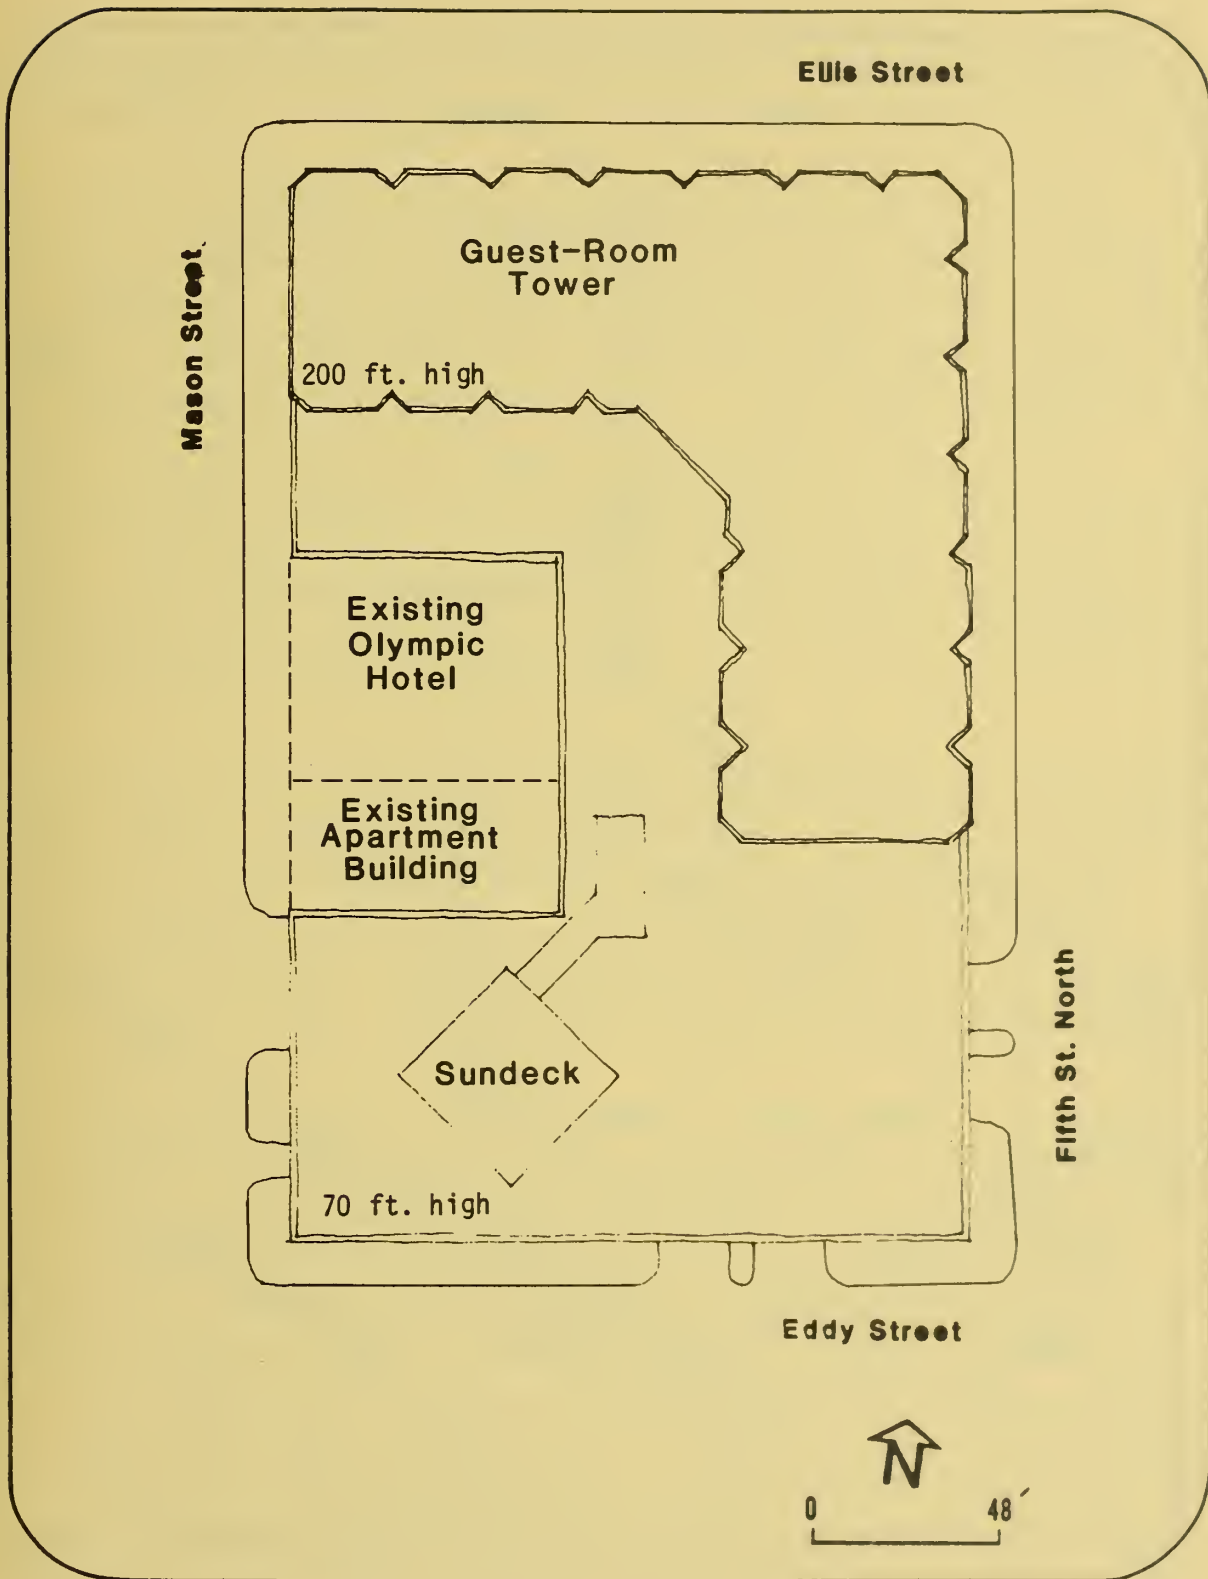 Ellis Street
Mason Street
Guest-Room
Tower
200 ft. high
Existing
Olympic
Hotel
Existing
Apartment
Building
Sundeck
Fifth St. North
70 ft. high
Eddy Street
N
0 48'